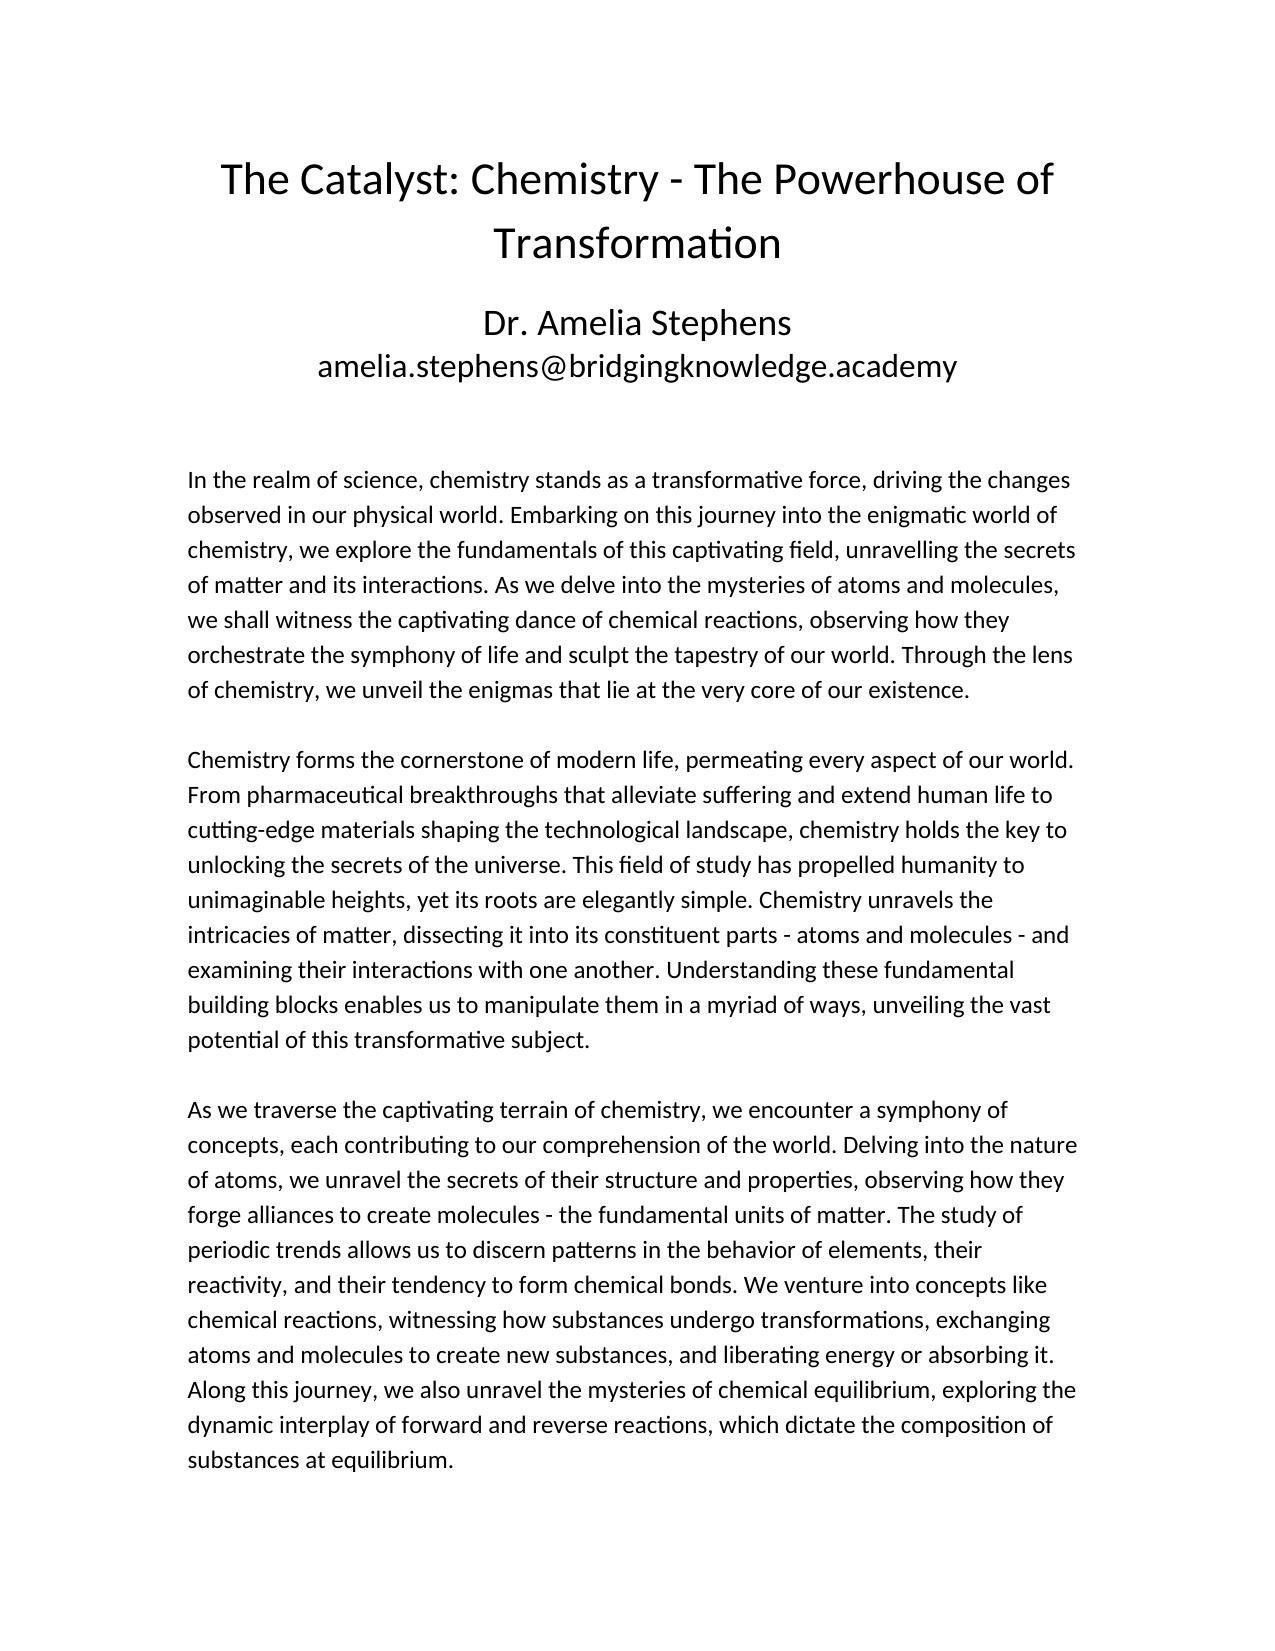 The Catalyst: Chemistry - The Powerhouse of
Transformation
Dr. Amelia Stephens
amelia.stephens@bridgingknowledge.academy
In the realm of science, chemistry stands as a transformative force, driving the changes
observed in our physical world. Embarking on this journey into the enigmatic world of
chemistry, we explore the fundamentals of this captivating field, unravelling the secrets
of matter and its interactions. As we delve into the mysteries of atoms and molecules,
we shall witness the captivating dance of chemical reactions, observing how they
orchestrate the symphony of life and sculpt the tapestry of our world. Through the lens
of chemistry, we unveil the enigmas that lie at the very core of our existence.
Chemistry forms the cornerstone of modern life, permeating every aspect of our world.
From pharmaceutical breakthroughs that alleviate suffering and extend human life to
cutting-edge materials shaping the technological landscape, chemistry holds the key to
unlocking the secrets of the universe. This field of study has propelled humanity to
unimaginable heights, yet its roots are elegantly simple. Chemistry unravels the
intricacies of matter, dissecting it into its constituent parts - atoms and molecules - and
examining their interactions with one another. Understanding these fundamental
building blocks enables us to manipulate them in a myriad of ways, unveiling the vast
potential of this transformative subject.
As we traverse the captivating terrain of chemistry, we encounter a symphony of
concepts, each contributing to our comprehension of the world. Delving into the nature
of atoms, we unravel the secrets of their structure and properties, observing how they
forge alliances to create molecules - the fundamental units of matter. The study of
periodic trends allows us to discern patterns in the behavior of elements, their
reactivity, and their tendency to form chemical bonds. We venture into concepts like
chemical reactions, witnessing how substances undergo transformations, exchanging
atoms and molecules to create new substances, and liberating energy or absorbing it.
Along this journey, we also unravel the mysteries of chemical equilibrium, exploring the
dynamic interplay of forward and reverse reactions, which dictate the composition of
substances at equilibrium.